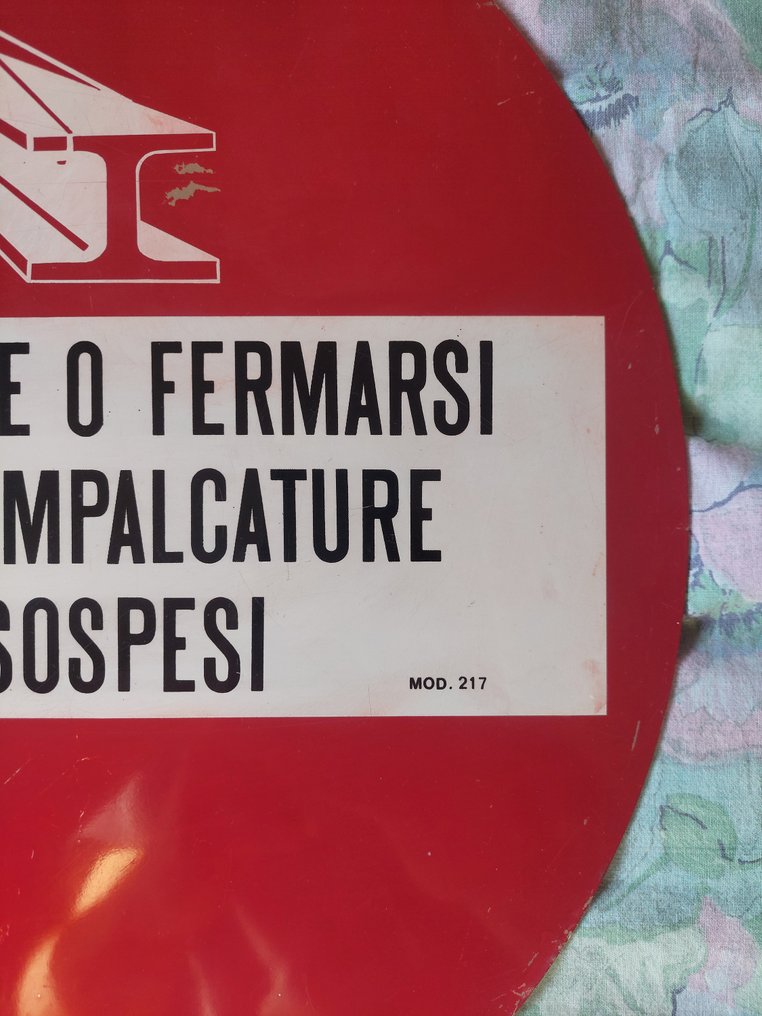 E O FERMARSI
MPALCATURE
SOSPESI
MOD. 217